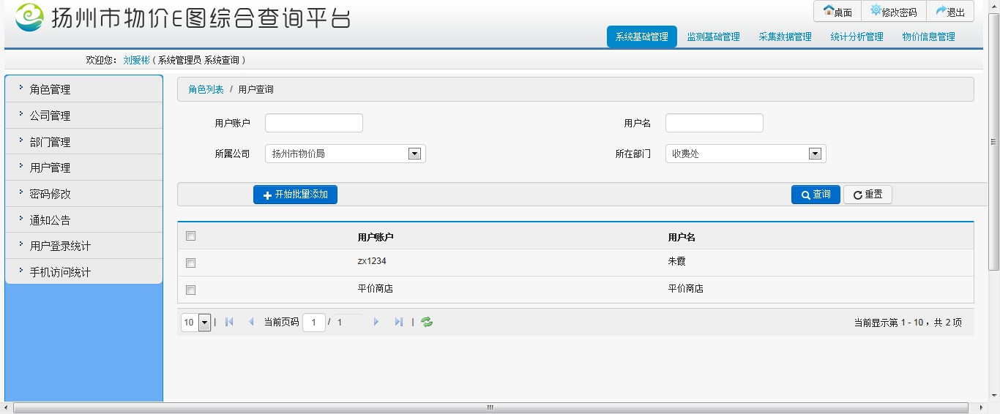 扬州市物价E图综合查询平台
桌面 修改密码 退出
系统基础管理 监测基础管理 采集数据管理 统计分析管理 物价信息管理
欢迎您： 刘爱彬 ( 系统管理员 系统查询 )
角色管理
公司管理
部门管理
用户管理
密码修改
通知公告
用户登录统计
手机访问统计
角色列表 / 用户查询
用户账户 用户名
所属公司 扬州市物价局 所在部门 收费处
开始批量添加 查询 重置
用户账户 用户名
zx1234 朱霞
平价商店 平价商店
10 | 当前页码 1 / 1 | 当前显示第 1 - 10 ，共 2 项